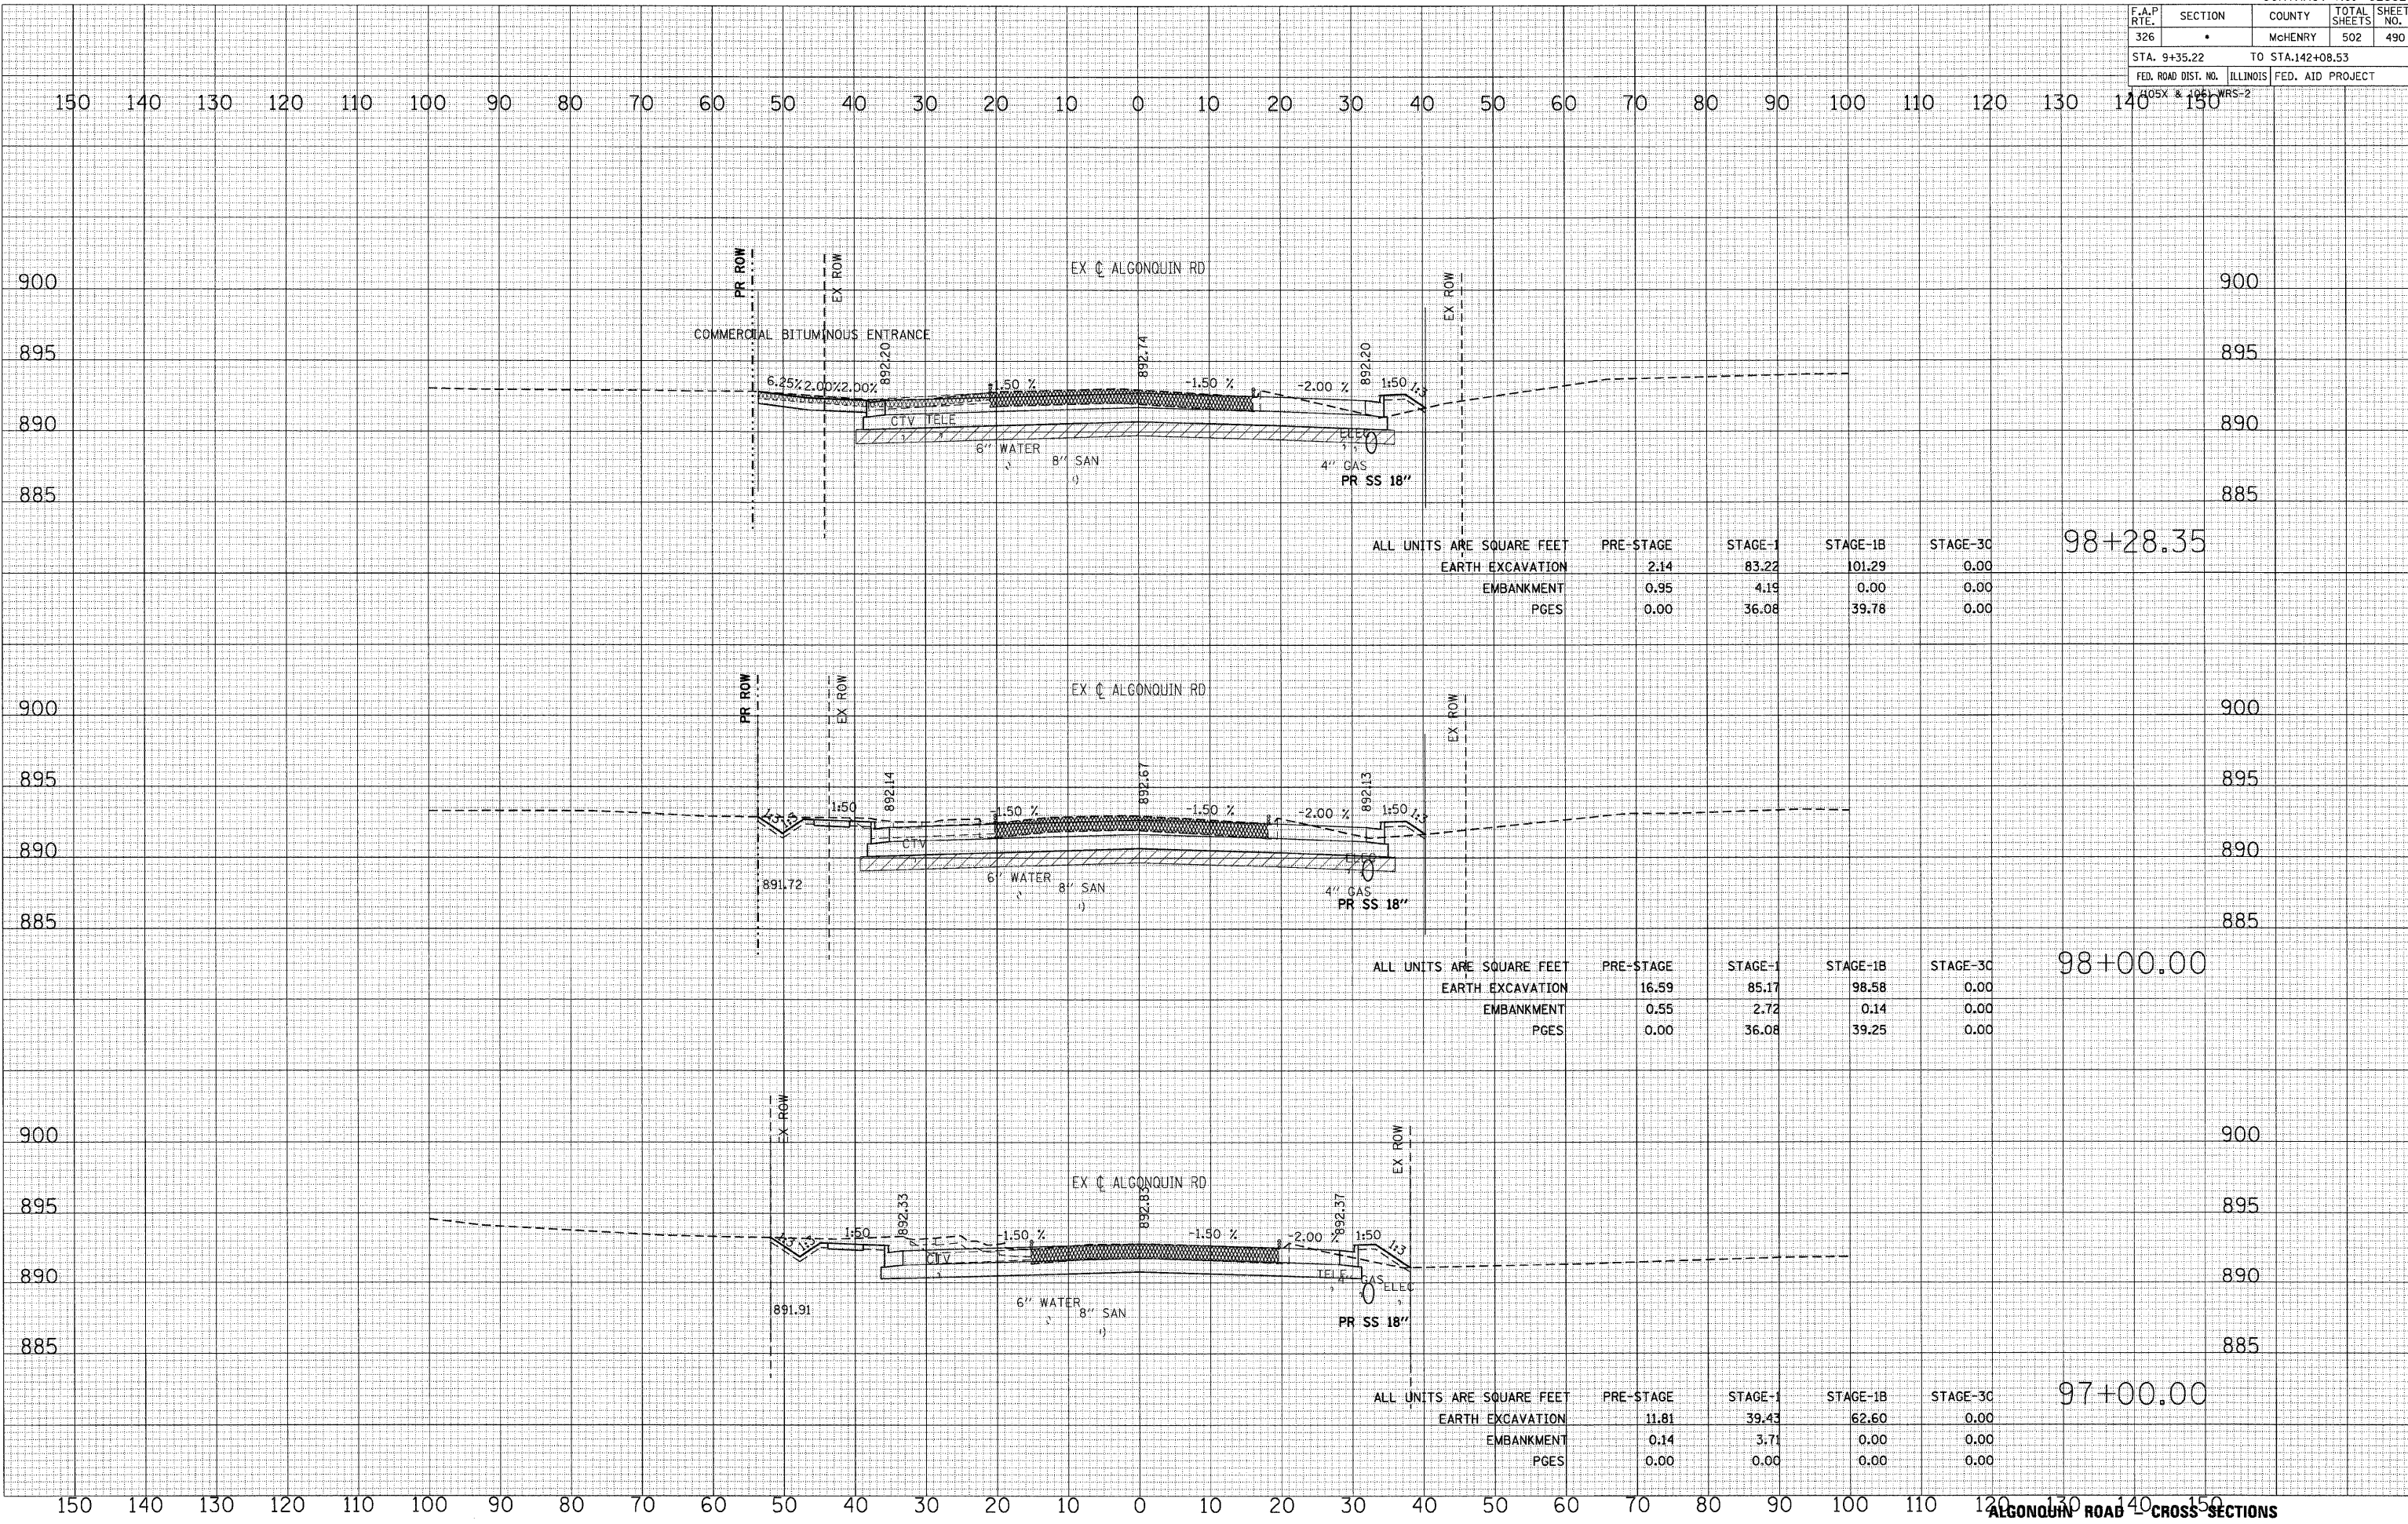 F.A.P RTE. SECTION COUNTY TOTAL SHEETS SHEET NO.
326 • McHENRY 502 490
STA. 9+35.22 TO STA.142+08.53
FED. ROAD DIST. NO. ILLINOIS FED. AID PROJECT
• (105X & 106) WRS-2
150 140 130 120 110 100 90 80 70 60 50 40 30 20 10 0 10 20 30 40 50 60 70 80 90 100 110 120 130 140 150
PR ROW
EX ROW
EX ℄ ALGONQUIN RD
EX ROW
900 900
COMMERCIAL BITUMINOUS ENTRANCE
892.20 892.74 892.20
895 895
6.25% 2.00% 2.00% -1.50 % -1.50 % -2.00 % 1:50 1:3
890 890
CTV TELE ELEC
6" WATER 8" SAN 4" GAS
PR SS 18"
885 885
98+28.35
ALL UNITS ARE SQUARE FEET PRE-STAGE STAGE-1 STAGE-1B STAGE-3C
EARTH EXCAVATION 2.14 83.22 101.29 0.00
EMBANKMENT 0.95 4.19 0.00 0.00
PGES 0.00 36.08 39.78 0.00
PR ROW
EX ROW
EX ℄ ALGONQUIN RD
EX ROW
900 900
892.14 892.67 892.13
895 895
1:3 1:3 1:50 -1.50 % -1.50 % -2.00 % 1:50 1:3
890 890
CTV ELEC
891.72 6" WATER 8" SAN 4" GAS
PR SS 18"
885 885
98+00.00
ALL UNITS ARE SQUARE FEET PRE-STAGE STAGE-1 STAGE-1B STAGE-3C
EARTH EXCAVATION 16.59 85.17 98.58 0.00
EMBANKMENT 0.55 2.72 0.14 0.00
PGES 0.00 36.08 39.25 0.00
EX ROW
EX ROW
900 900
EX ℄ ALGONQUIN RD
892.33 892.83 892.37
895 895
1:3 1:3 1:50 -1.50 % -1.50 % -2.00 % 1:50 1:3
890 890
CTV TELE 4" GAS ELEC
891.91 6" WATER 8" SAN
PR SS 18"
885 885
97+00.00
ALL UNITS ARE SQUARE FEET PRE-STAGE STAGE-1 STAGE-1B STAGE-3C
EARTH EXCAVATION 11.81 39.43 62.60 0.00
EMBANKMENT 0.14 3.71 0.00 0.00
PGES 0.00 0.00 0.00 0.00
150 140 130 120 110 100 90 80 70 60 50 40 30 20 10 0 10 20 30 40 50 60 70 80 90 100 110 120 130 140 150
ALGONQUIN ROAD - CROSS SECTIONS